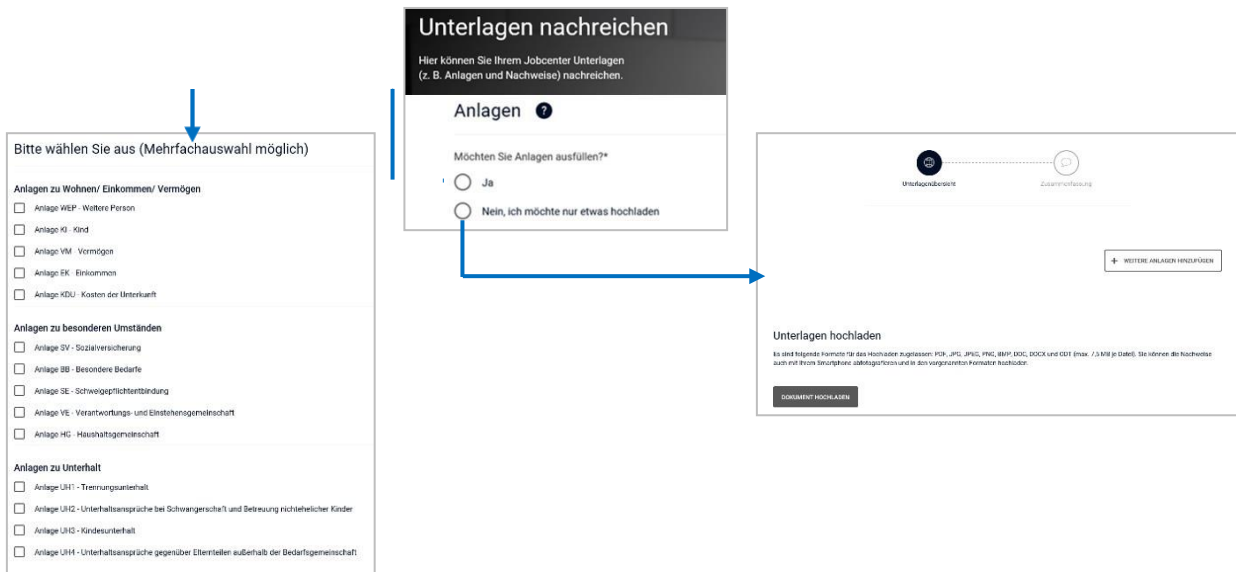 Unterlagen nachreichen
Hier können Sie Ihrem Jobcenter Unterlagen
(z. B. Anlagen und Nachweise) nachreichen.
Anlagen ?
Möchten Sie Anlagen ausfüllen?*
Ja
Nein, ich möchte nur etwas hochladen
Bitte wählen Sie aus (Mehrfachauswahl möglich)
Anlagen zu Wohnen/ Einkommen/ Vermögen
Anlage WEP - Weitere Person
Anlage KI - Kind
Anlage VM - Vermögen
Anlage EK - Einkommen
Anlage KDU - Kosten der Unterkunft
Anlagen zu besonderen Umständen
Anlage SV - Sozialversicherung
Anlage BB - Besondere Bedarfe
Anlage SE - Schweigepflichtentbindung
Anlage VE - Verantwortungs- und Einstehensgemeinschaft
Anlage HG - Haushaltsgemeinschaft
Anlagen zu Unterhalt
Anlage UH1 - Trennungsunterhalt
Anlage UH2 - Unterhaltsansprüche bei Schwangerschaft und Betreuung nichtehelicher Kinder
Anlage UH3 - Kindesunterhalt
Anlage UH4 - Unterhaltsansprüche gegenüber Elternteilen außerhalb der Bedarfsgemeinschaft
Unterlagenübersicht
Zusammenfassung
+ WEITERE ANLAGEN HINZUFÜGEN
Unterlagen hochladen
Es sind folgende Formate für das Hochladen zugelassen: PDF, JPG, JPEG, PNG, BMP, DOC, DOCX und ODT (max. 7,5 MB je Datei). Sie können die Nachweise
auch mit Ihrem Smartphone abfotografieren und in den vorgenannten Formaten hochladen.
DOKUMENT HOCHLADEN